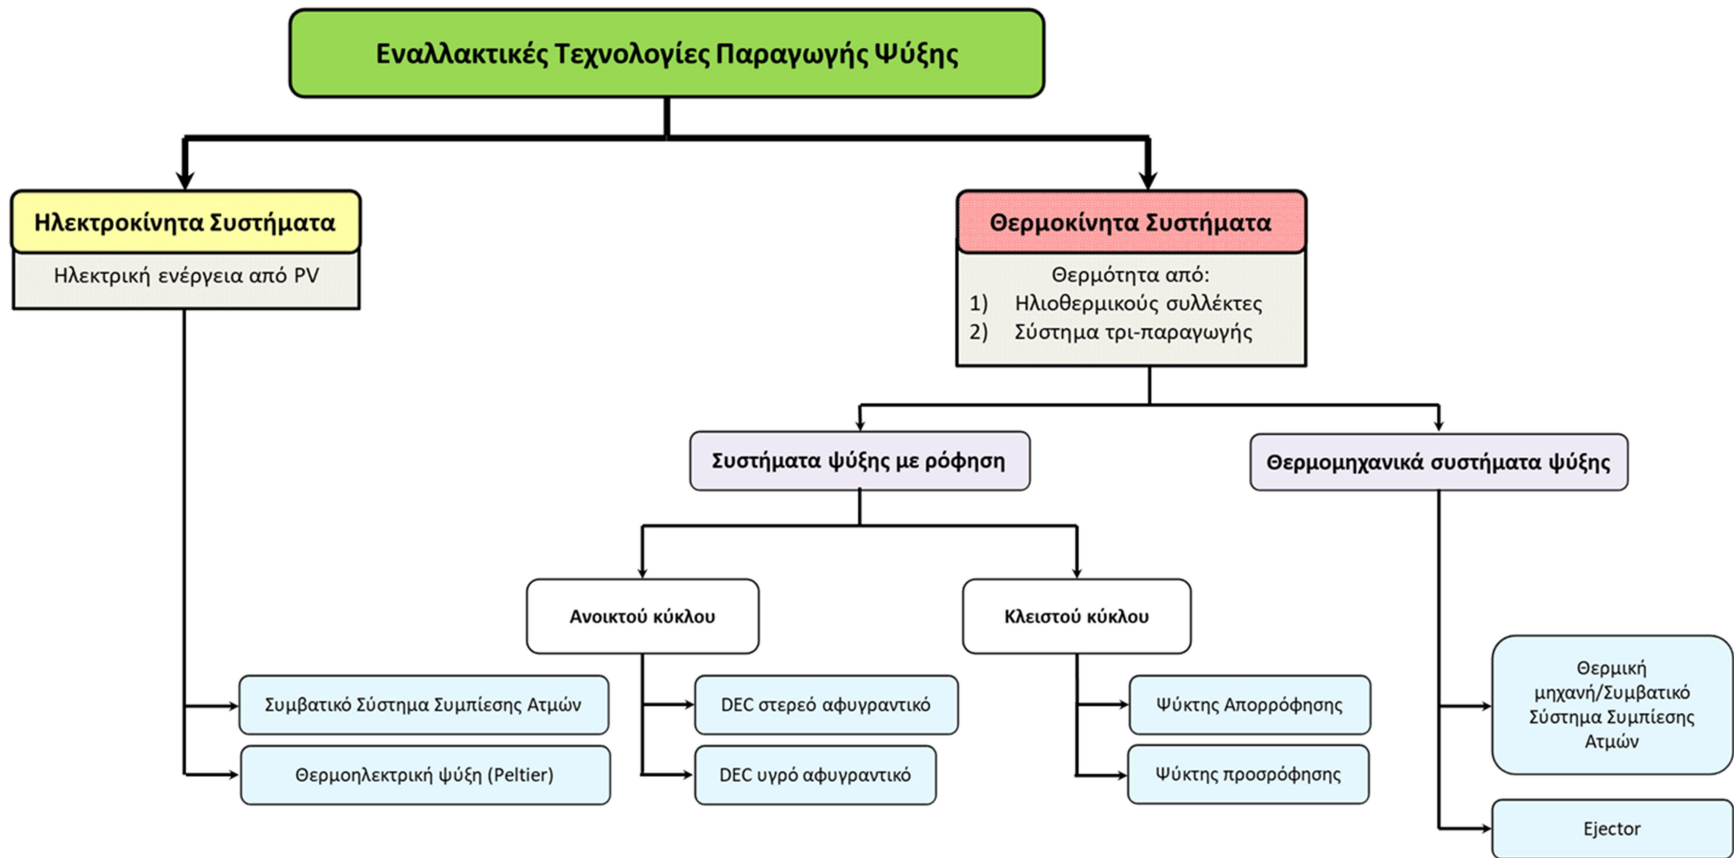 Εναλλακτικές Τεχνολογίες Παραγωγής Ψύξης
Ηλεκτροκίνητα Συστήματα
Ηλεκτρική ενέργεια από PV
Θερμοκίνητα Συστήματα
Θερμότητα από:
1) Ηλιοθερμικούς συλλέκτες
2) Σύστημα τρι-παραγωγής
Συστήματα ψύξης με ρόφηση
Θερμομηχανικά συστήματα ψύξης
Ανοικτού κύκλου
Κλειστού κύκλου
Συμβατικό Σύστημα Συμπίεσης Ατμών
Θερμοηλεκτρική ψύξη (Peltier)
DEC στερεό αφυγραντικό
DEC υγρό αφυγραντικό
Ψύκτης Απορρόφησης
Ψύκτης προσρόφησης
Θερμική
μηχανή/Συμβατικό
Σύστημα Συμπίεσης
Ατμών
Ejector